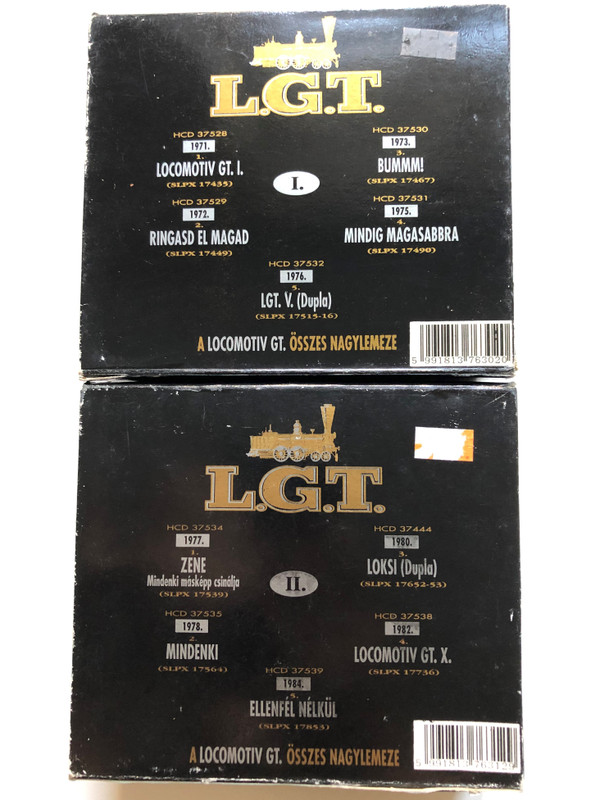 L.G.T.
HCD 37528
1971.
1.
LOCOMOTIV GT. I.
(SLPX 17435)
HCD 37530
1973.
3.
BUMMM!
(SLPX 17467)
I.
HCD 37529
1972.
2.
RINGASD EL MAGAD
(SLPX 17449)
HCD 37531
1975.
4.
MINDIG MAGASABBRA
(SLPX 17490)
HCD 37532
1976.
5.
LGT. V. (Dupla)
(SLPX 17515-16)
A LOCOMOTIV GT. ÖSSZES NAGYLEMEZE
5 991813 763020
L.G.T.
HCD 37534
1977.
1.
ZENE
Mindenki másképp csinálja
(SLPX 17539)
HCD 37444
1980.
3.
LOKSI (Dupla)
(SLPX 17652-53)
II.
HCD 37535
1978.
2.
MINDENKI
(SLPX 17564)
HCD 37538
1982.
4.
LOCOMOTIV GT. X.
(SLPX 17736)
HCD 37539
1984.
5.
ELLENFÉL NÉLKÜL
(SLPX 17853)
A LOCOMOTIV GT. ÖSSZES NAGYLEMEZE